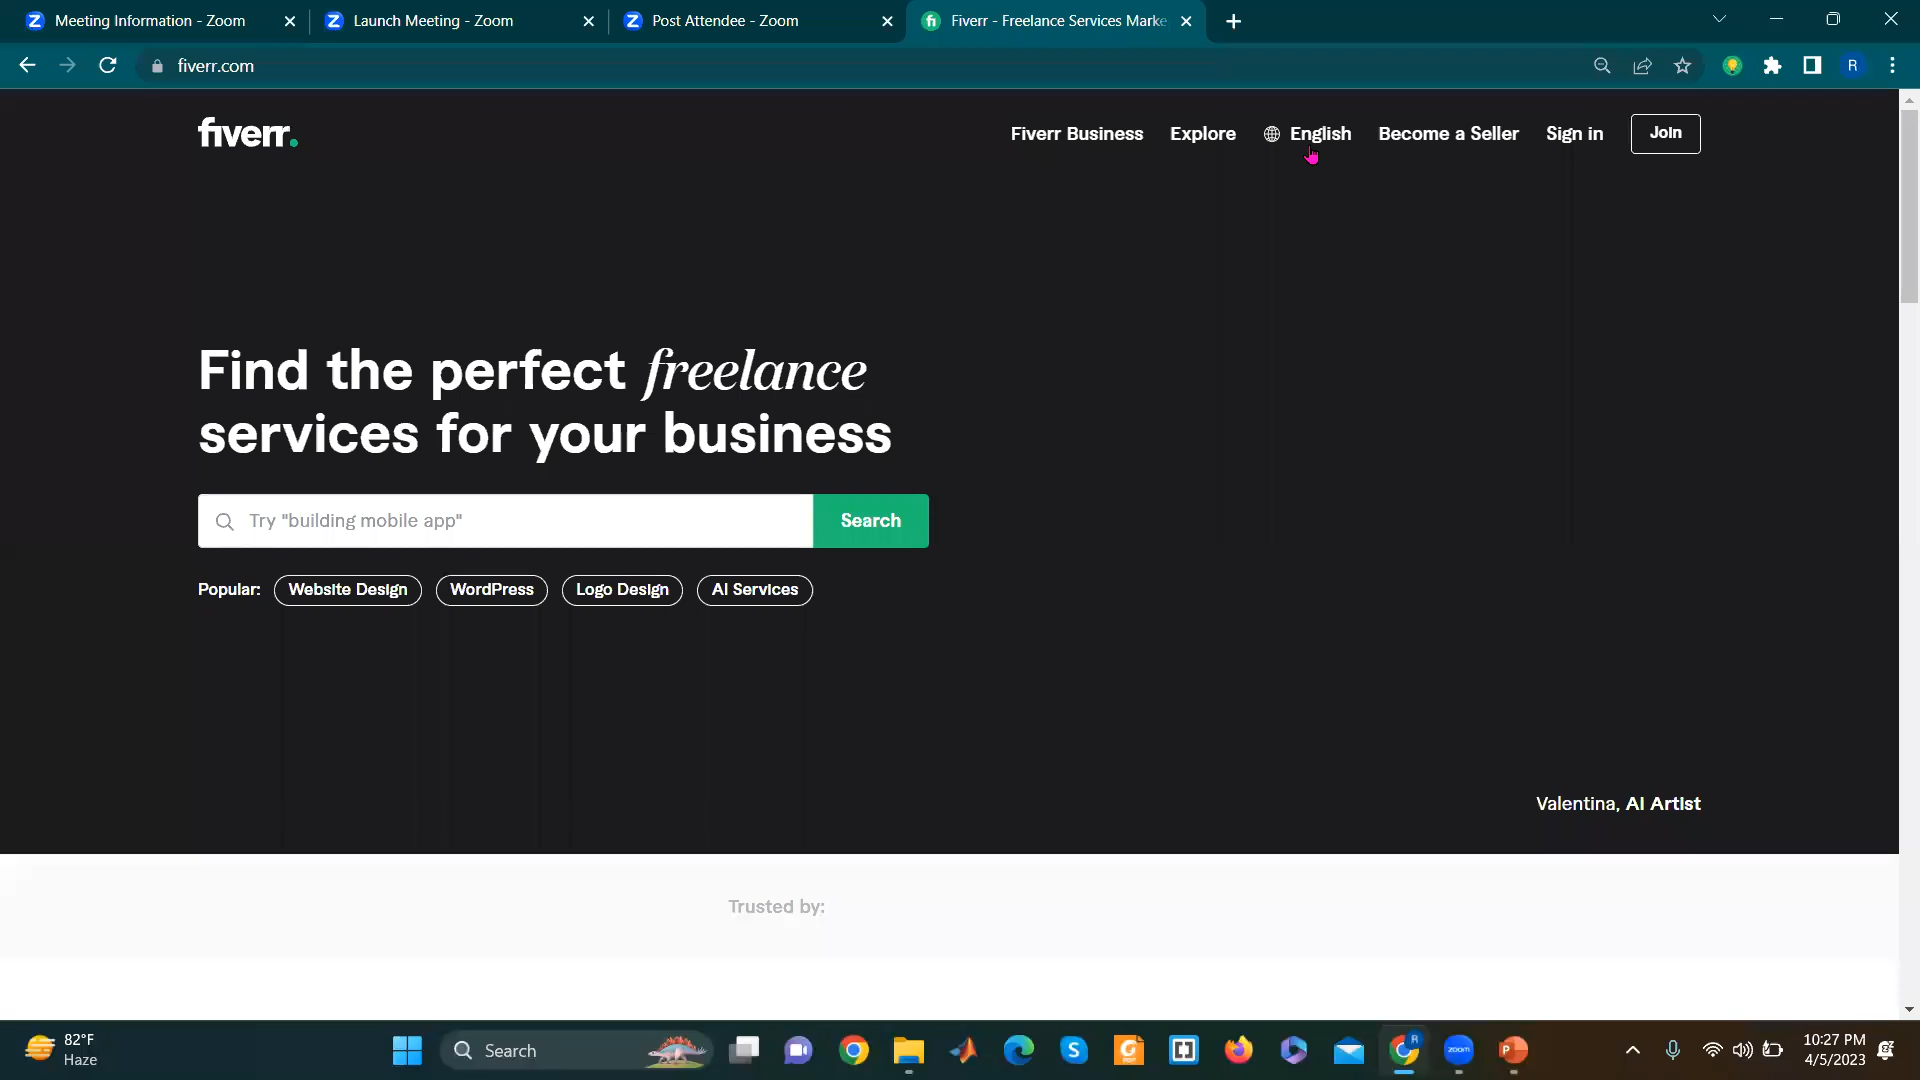 Meeting Information - Zoom
Launch Meeting - Zoom
Post Attendee - Zoom
Fiverr - Freelance Services Marke
fiverr.com
R
fiverr.
Fiverr Business
Explore
English
Become a Seller
Sign in
Join
Find the perfect freelance
services for your business
Try "building mobile app"
Search
Popular:
Website Design
WordPress
Logo Design
AI Services
Valentina, AI Artist
Trusted by:
82°F
Haze
Search
zoom
10:27 PM
4/5/2023